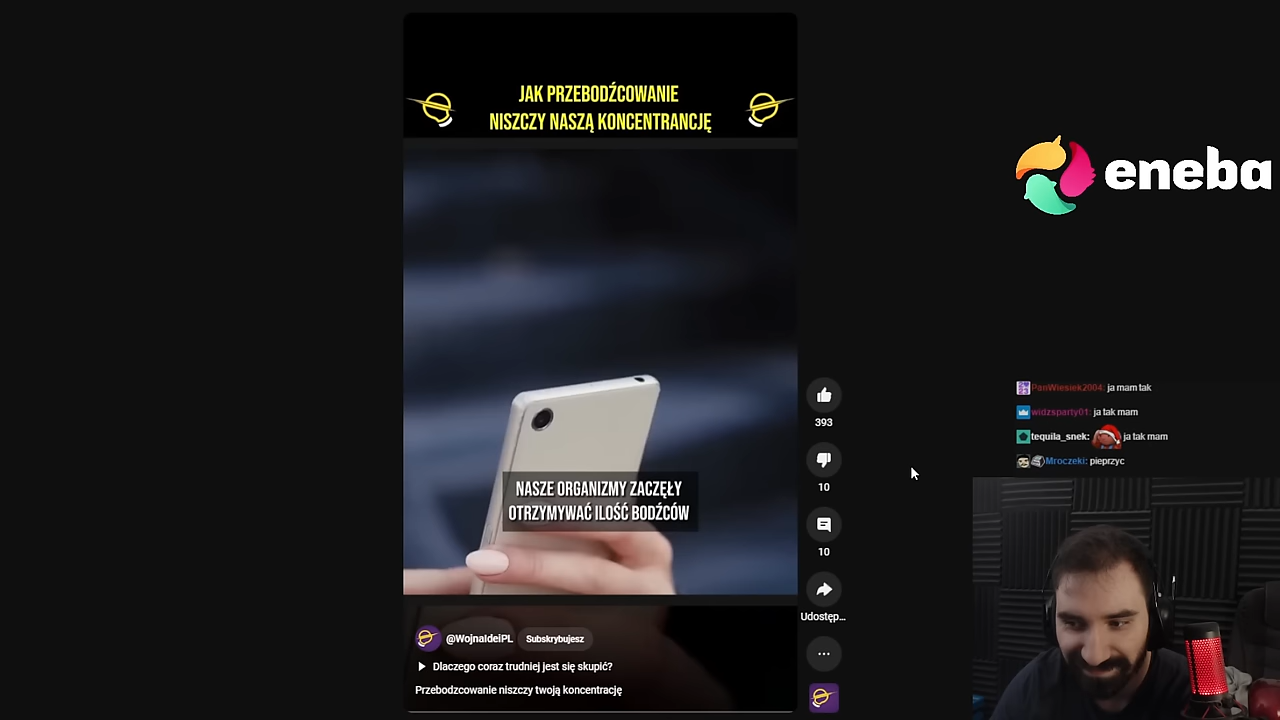 JAK PRZEBODŹCOWANIE
NISZCZY NASZĄ KONCENTRANCJĘ
eneba
NASZE ORGANIZMY ZACZĘŁY
OTRZYMYWAĆ ILOŚĆ BODŹCÓW
393
10
10
Udostęp...
@WojnaIdeiPL Subskrybujesz
Dlaczego coraz trudniej jest się skupić?
Przebodzcowanie niszczy twoją koncentrację
PanWiesiek2004: ja mam tak
widzsparty01: ja tak mam
tequila_snek: ja tak mam
Mroczeki: pieprzyc